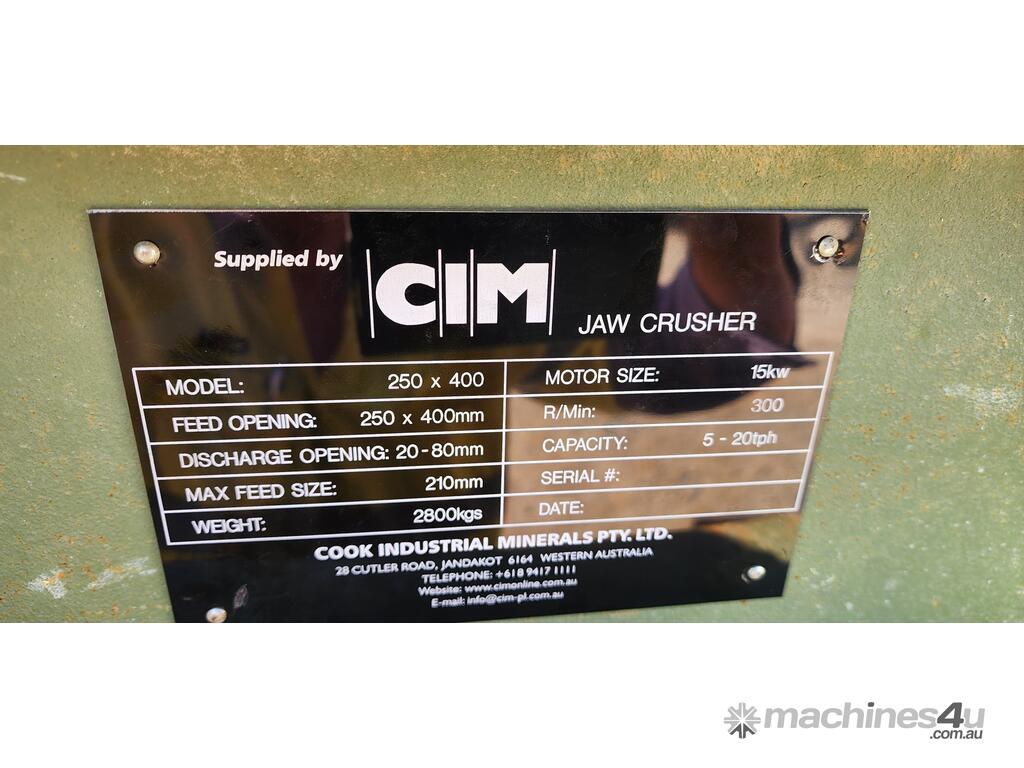 Supplied by CIM JAW CRUSHER
MODEL: 250 x 400
FEED OPENING: 250 x 400mm
DISCHARGE OPENING: 20-80mm
MAX FEED SIZE: 210mm
WEIGHT: 2800kgs
MOTOR SIZE: 15kw
R/Min: 300
CAPACITY: 5 - 20tph
SERIAL #:
DATE:
COOK INDUSTRIAL MINERALS PTY. LTD.
28 CUTLER ROAD, JANDAKOT 6164 WESTERN AUSTRALIA
TELEPHONE: +61 8 9417 1111
Website: www.cimonline.com.au
E-mail: info@cim-pl.com.au
machines4u
.com.au